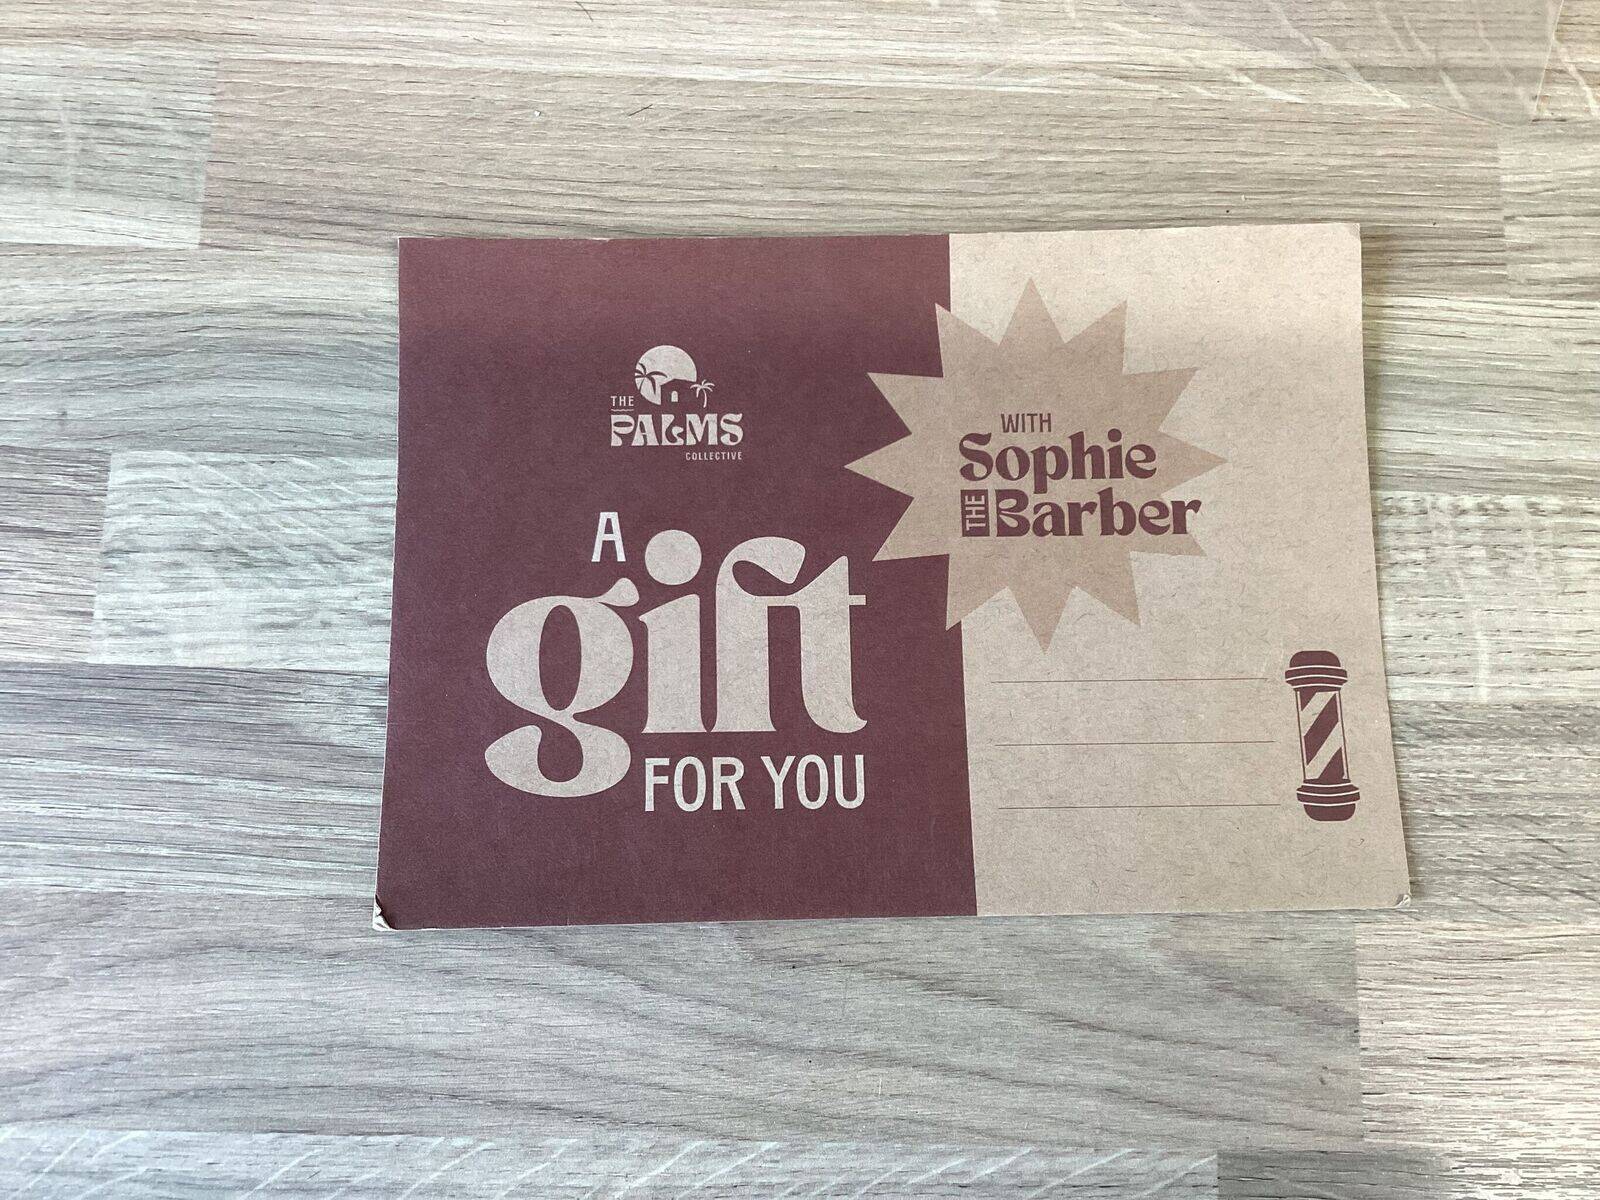 THE
PALMS
COLLECTIVE
A
gift
FOR YOU
WITH
Sophie
THE Barber